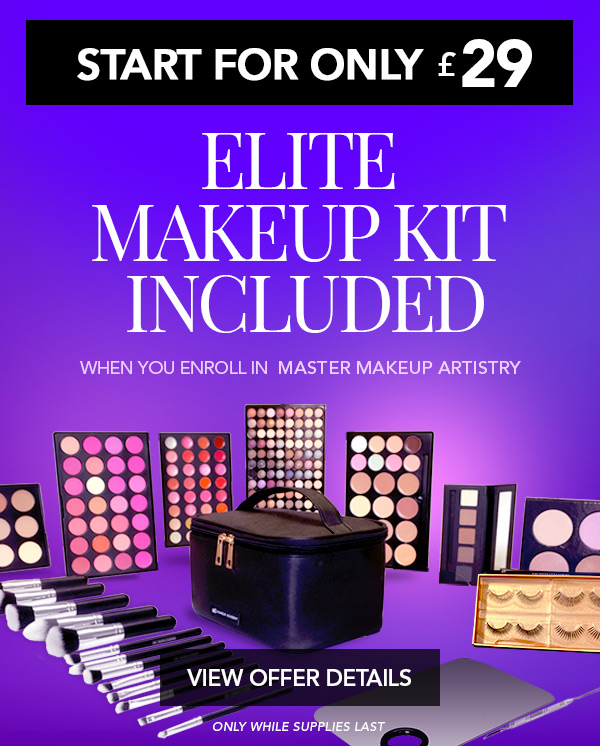 START FOR ONLY £29
ELITE
MAKEUP KIT
INCLUDED
WHEN YOU ENROLL IN MASTER MAKEUP ARTISTRY
VIEW OFFER DETAILS
ONLY WHILE SUPPLIES LAST